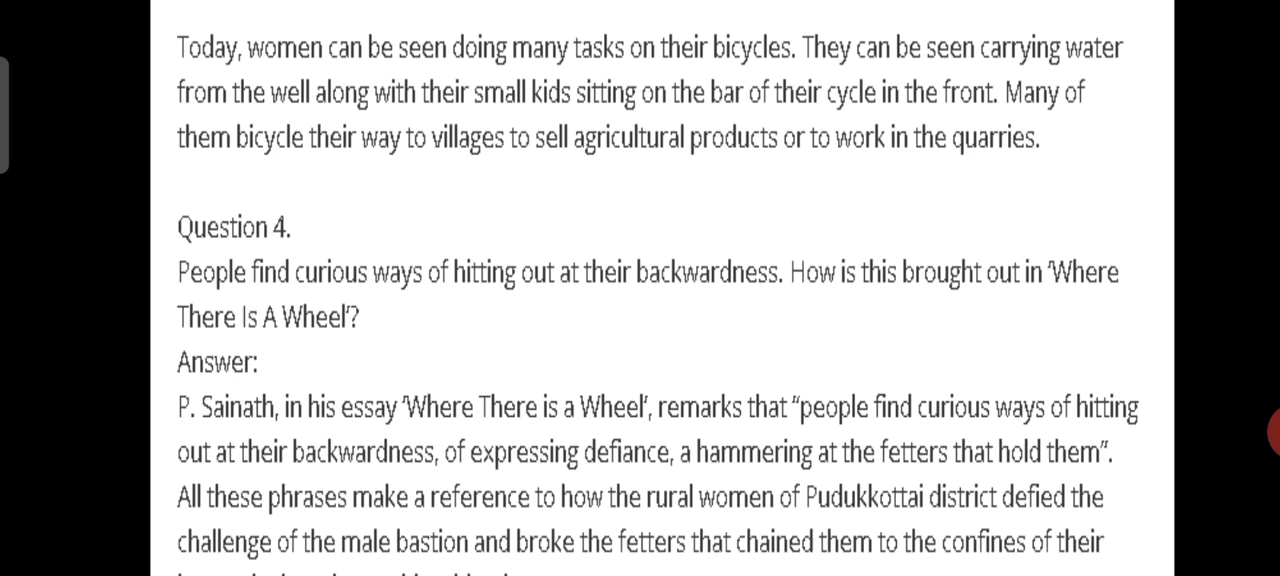 Today, women can be seen doing many tasks on their bicycles. They can be seen carrying water
from the well along with their small kids sitting on the bar of their cycle in the front. Many of
them bicycle their way to villages to sell agricultural products or to work in the quarries.
Question 4.
People find curious ways of hitting out at their backwardness. How is this brought out in ‘Where
There Is A Wheel’?
Answer:
P. Sainath, in his essay ‘Where There is a Wheel’, remarks that “people find curious ways of hitting
out at their backwardness, of expressing defiance, a hammering at the fetters that hold them”.
All these phrases make a reference to how the rural women of Pudukkottai district defied the
challenge of the male bastion and broke the fetters that chained them to the confines of their